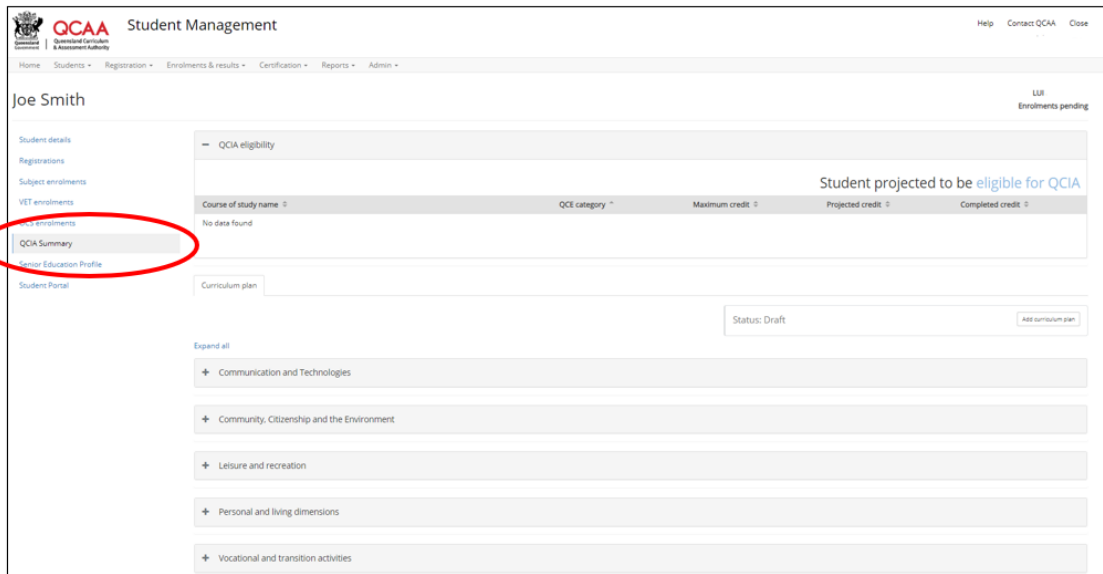 Queensland
Government
QCAA
Queensland Curriculum
& Assessment Authority
Student Management
Help Contact QCAA Close
Home Students Registration Enrolments & results Certification Reports Admin
Joe Smith
LUI
Enrolments pending
Student details
Registrations
Subject enrolments
VET enrolments
enrolments
QCIA Summary
Senior Education Profile
Student Portal
− QCIA eligibility
Student projected to be eligible for QCIA
Course of study name QCE category Maximum credit Projected credit Completed credit
No data found
Curriculum plan
Status: Draft
Add curriculum plan
Expand all
+ Communication and Technologies
+ Community, Citizenship and the Environment
+ Leisure and recreation
+ Personal and living dimensions
+ Vocational and transition activities